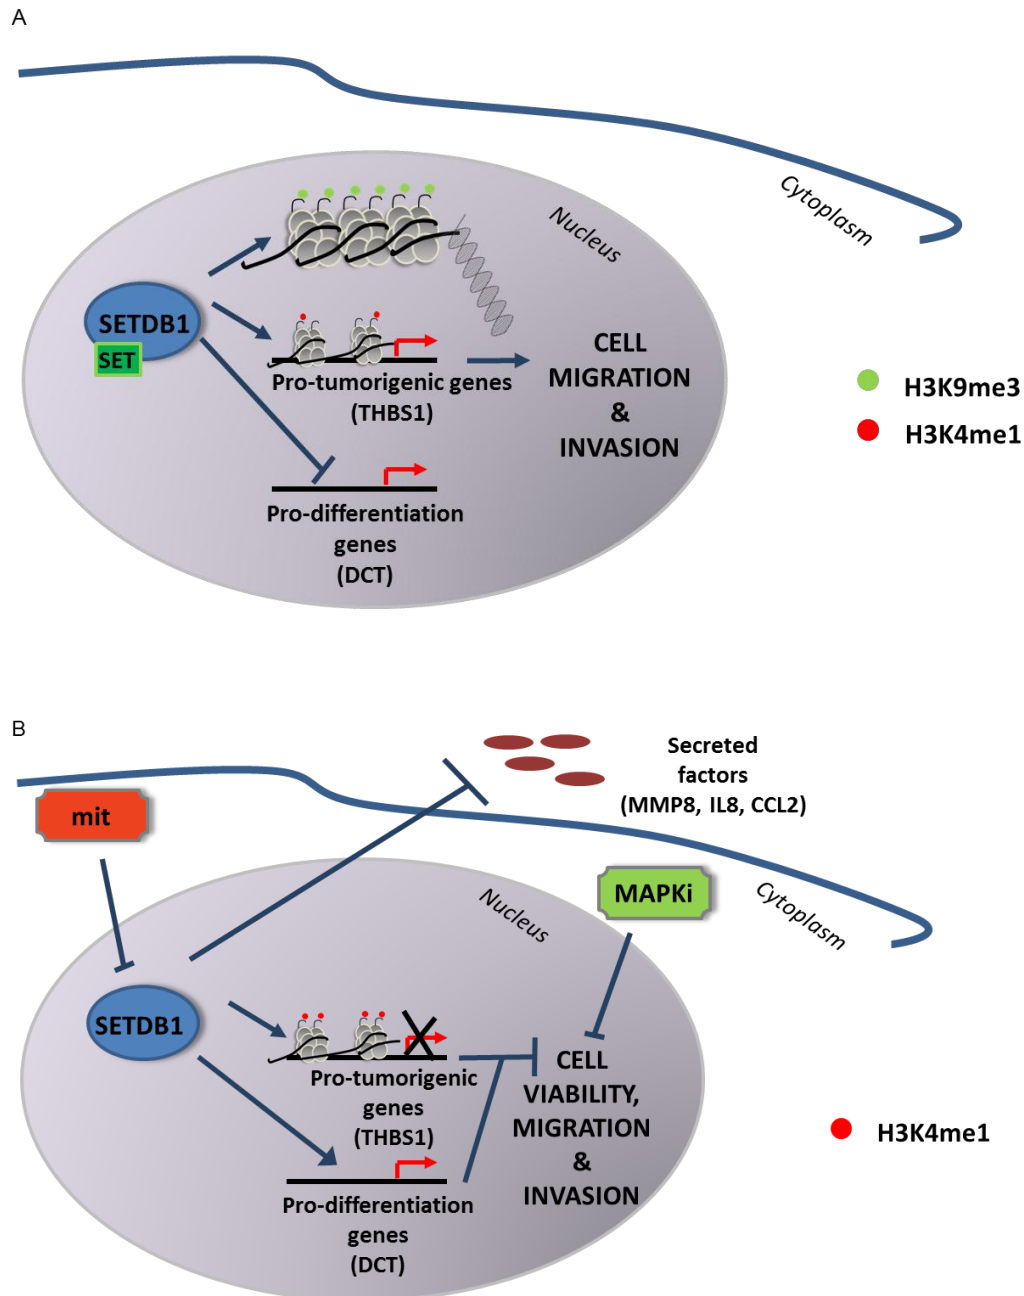 A
Cytoplasm
Nucleus
SETDB1
SET
Pro-tumorigenic genes
(THBS1)
CELL
MIGRATION
&
INVASION
H3K9me3
H3K4me1
Pro-differentiation
genes
(DCT)
B
Secreted
factors
(MMP8, IL8, CCL2)
mit
MAPKi
Nucleus
Cytoplasm
SETDB1
Pro-tumorigenic
genes
(THBS1)
CELL
VIABILITY,
MIGRATION
&
INVASION
H3K4me1
Pro-differentiation
genes
(DCT)